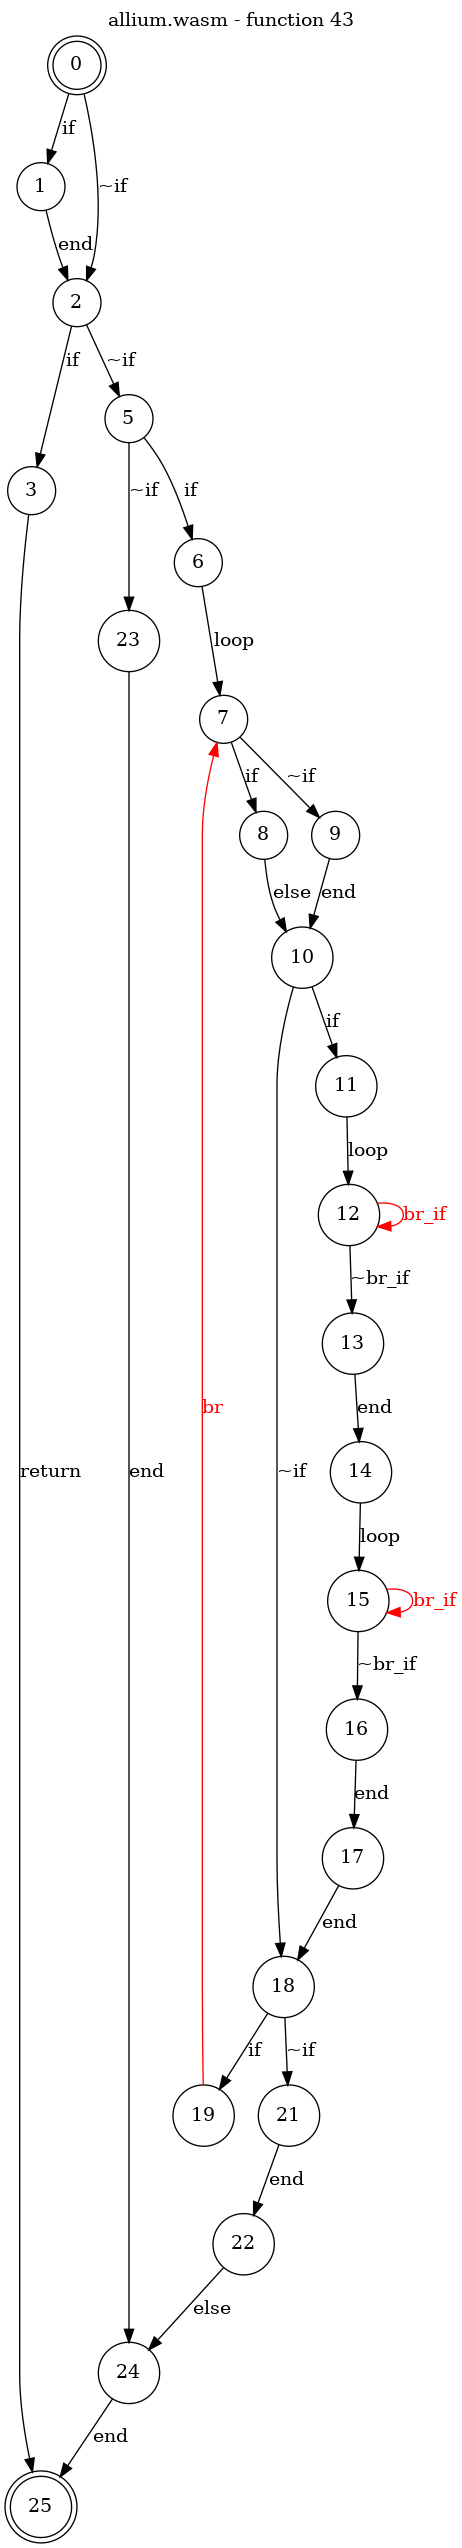 allium.wasm - function 43
0
if
~if
1
end
2
if
~if
5
3
~if
if
6
23
loop
7
if
~if
8
9
else
end
10
if
11
loop
12
br_if
~br_if
13
br
end
return
end
~if
14
loop
15
br_if
~br_if
16
end
17
end
18
if
~if
19
21
end
22
else
24
end
25